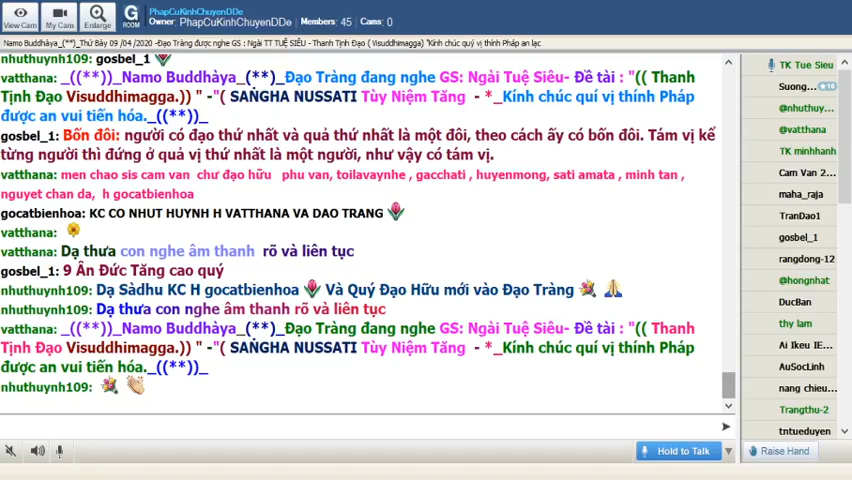 PhapCuKinhChuyenDDe
Owner: PhapCuKinhChuyenDDe Members: 45 Cams: 0
View Cam My Cam Enlarge G ROOM
Namo Buddhàya_(**)_Thứ Bảy 09 /04 /2020 -Đạo Tràng được nghe GS : Ngài TT TUỆ SIÊU - Thanh Tịnh Đạo ( Visuddhimagga) "Kính chúc quý vị thính Pháp an lạc
nhuthuynh109: gosbel_1
vatthana: _((**))_Namo Buddhàya_(**)_Đạo Tràng đang nghe GS: Ngài Tuệ Siêu- Đề tài : "(( Thanh
Tịnh Đạo Visuddhimagga.)) " -"( SAṄGHA NUSSATI Tùy Niệm Tăng - *_Kính chúc quí vị thính Pháp
được an vui tiến hóa._((**))_
gosbel_1: Bốn đôi: người có đạo thứ nhất và quả thứ nhất là một đôi, theo cách ấy có bốn đôi. Tám vị kể
từng người thì đứng ở quả vị thứ nhất là một người, như vậy có tám vị.
vatthana: men chao sis cam van chư đạo hữu phu van, toilavaynhe , gacchati , huyenmong, sati amata , minh tan ,
nguyet chan da, h gocatbienhoa
gocatbienhoa: KC CO NHUT HUYNH H VATTHANA VA DAO TRANG
vatthana:
vatthana: Dạ thưa con nghe âm thanh rõ và liên tục
gosbel_1: 9 Ân Đức Tăng cao quý
nhuthuynh109: Dạ Sàdhu KC H gocatbienhoa Và Quý Đạo Hữu mới vào Đạo Tràng
nhuthuynh109: Dạ thưa con nghe âm thanh rõ và liên tục
vatthana: _((**))_Namo Buddhàya_(**)_Đạo Tràng đang nghe GS: Ngài Tuệ Siêu- Đề tài : "(( Thanh
Tịnh Đạo Visuddhimagga.)) " -"( SAṄGHA NUSSATI Tùy Niệm Tăng - *_Kính chúc quí vị thính Pháp
được an vui tiến hóa._((**))_
nhuthuynh109:
Hold to Talk
TK Tue Sieu
Suong...
@nhuthuy...
@vatthana
TK minhhanh
Cam Van 2...
maha_raja
TranDao1
gosbel_1
rangdong-12
@hongnhat
DucBan
thy lam
Ai Ikeu IE...
AuSocLinh
nang chieu...
Trangthu-2
tntueduyen
Raise Hand